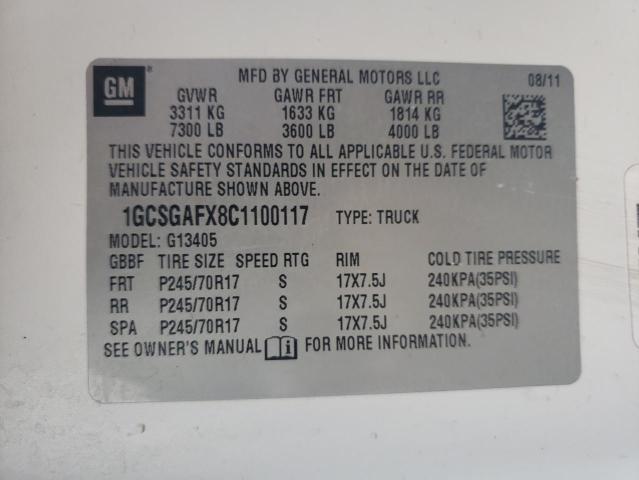 GM ®
MFD BY GENERAL MOTORS LLC 08/11
GVWR GAWR FRT GAWR RR
3311 KG 1633 KG 1814 KG
7300 LB 3600 LB 4000 LB
THIS VEHICLE CONFORMS TO ALL APPLICABLE U.S. FEDERAL MOTOR
VEHICLE SAFETY STANDARDS IN EFFECT ON THE DATE OF
MANUFACTURE SHOWN ABOVE.
1GCSGAFX8C1100117 TYPE: TRUCK
MODEL: G13405
GBBF TIRE SIZE SPEED RTG RIM COLD TIRE PRESSURE
FRT P245/70R17 S 17X7.5J 240KPA(35PSI)
RR P245/70R17 S 17X7.5J 240KPA(35PSI)
SPA P245/70R17 S 17X7.5J 240KPA(35PSI)
SEE OWNER'S MANUAL i FOR MORE INFORMATION.